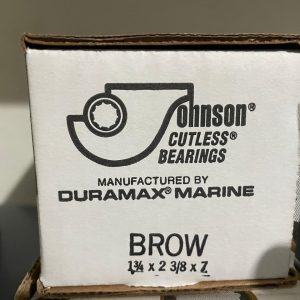 Johnson®
CUTLESS®
BEARINGS
MANUFACTURED BY
DURAMAX® MARINE
BROW
1¾ x 2 3/8 x 7